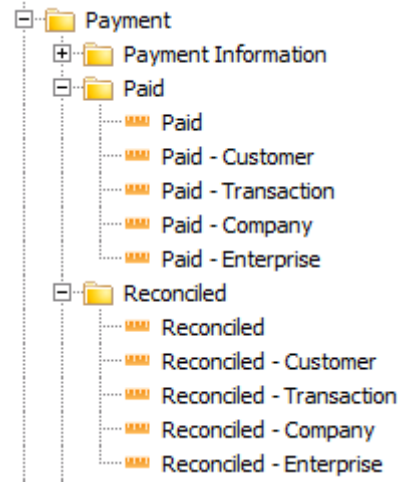 Payment
Payment Information
Paid
Paid
Paid - Customer
Paid - Transaction
Paid - Company
Paid - Enterprise
Reconciled
Reconciled
Reconciled - Customer
Reconciled - Transaction
Reconciled - Company
Reconciled - Enterprise